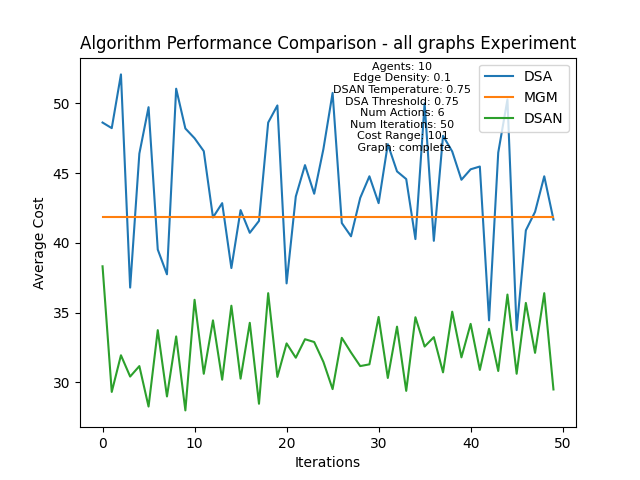 Algorithm Performance Comparison - all graphs Experiment
Agents: 10
Edge Density: 0.1
DSAN Temperature: 0.75
DSA Threshold: 0.75
Num Actions: 6
Num Iterations: 50
Cost Range: 101
Graph: complete
DSA
MGM
DSAN
Average Cost
50
45
40
35
30
0
10
20
30
40
50
Iterations